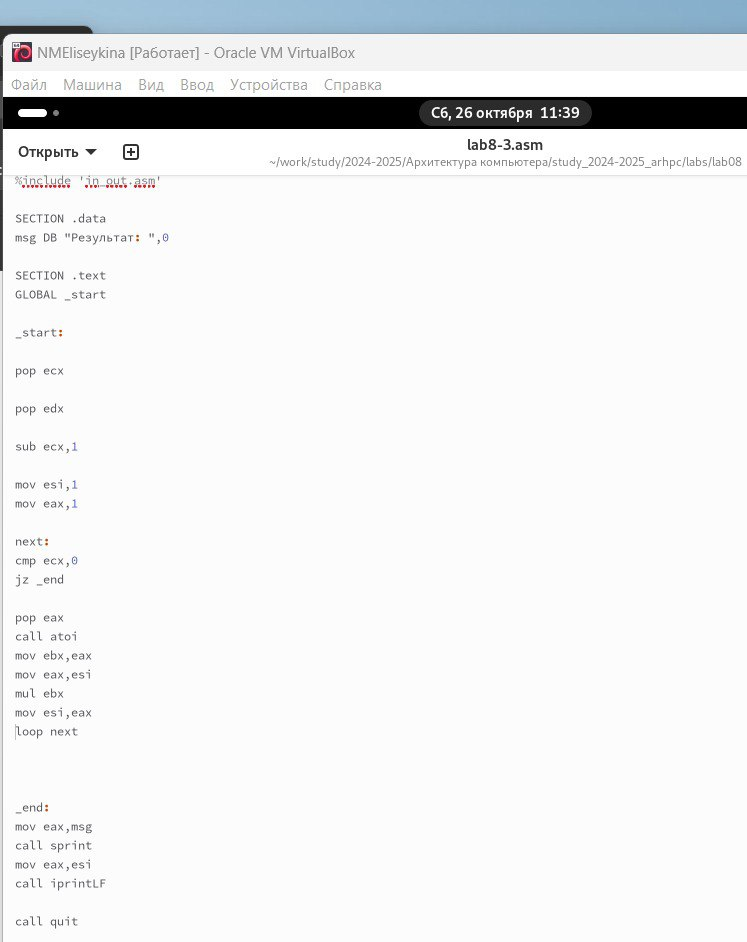 NMEliseykina [Работает] - Oracle VM VirtualBox
Файл Машина Вид Ввод Устройства Справка
Сб, 26 октября 11:39
Открыть
lab8-3.asm
~/work/study/2024-2025/Архитектура компьютера/study_2024-2025_arhpc/labs/lab08
%include 'in_out.asm'
SECTION .data
msg DB "Результат: ",0
SECTION .text
GLOBAL _start
_start:
pop ecx
pop edx
sub ecx,1
mov esi,1
mov eax,1
next:
cmp ecx,0
jz _end
pop eax
call atoi
mov ebx,eax
mov eax,esi
mul ebx
mov esi,eax
loop next
_end:
mov eax,msg
call sprint
mov eax,esi
call iprintLF
call quit